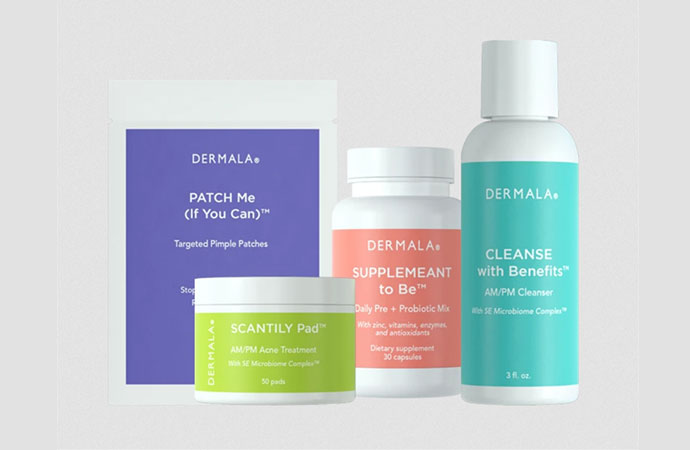 DERMALA®
PATCH Me
(If You Can)™
Targeted Pimple Patches
DERMALA®
SCANTILY Pad™
AM/PM Acne Treatment
With SE Microbiome Complex™
50 pads
DERMALA®
SUPPLEMEANT
to Be™
Daily Pre + Probiotic Mix
With zinc, vitamins, enzymes,
and antioxidants
Dietary supplement
30 capsules
DERMALA®
CLEANSE
with Benefits™
AM/PM Cleanser
With SE Microbiome Complex™
3 fl. oz.